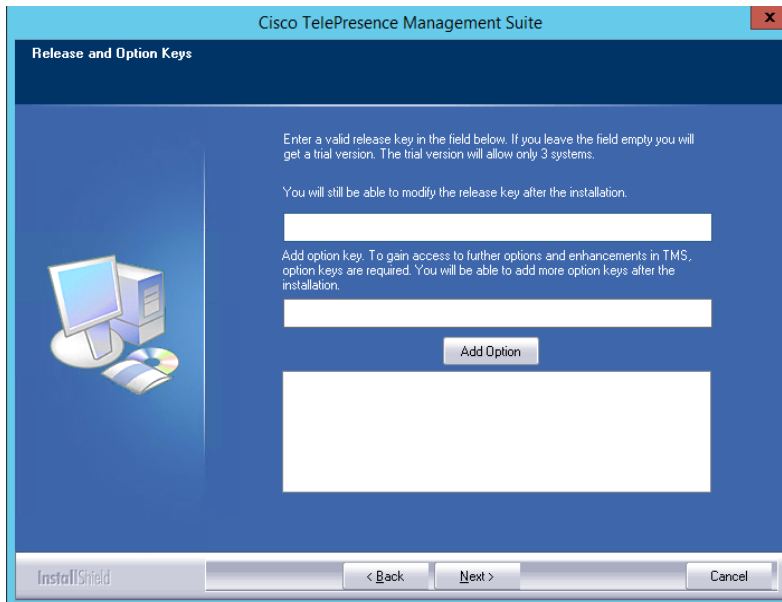 Cisco TelePresence Management Suite
x
Release and Option Keys
Enter a valid release key in the field below. If you leave the field empty you will
get a trial version. The trial version will allow only 3 systems.
You will still be able to modify the release key after the installation.
Add option key. To gain access to further options and enhancements in TMS,
option keys are required. You will be able to add more option keys after the
installation.
Add Option
InstallShield
< Back
Next >
Cancel